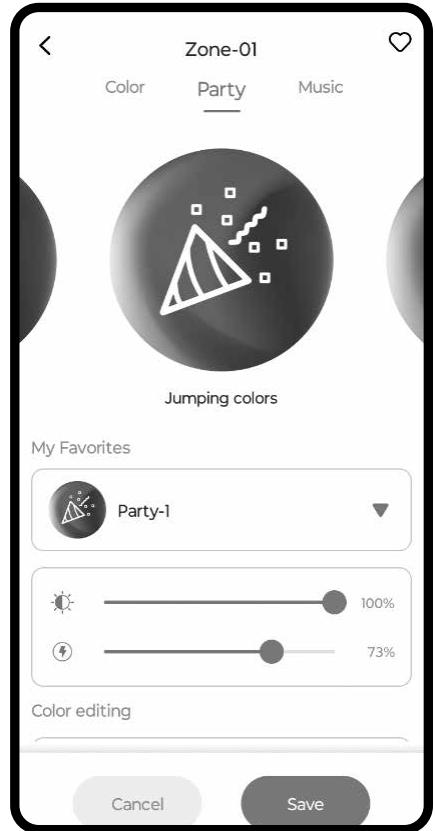 Zone-01
Color Party Music
Jumping colors
My Favorites
Party-1
100%
73%
Color editing
Cancel Save